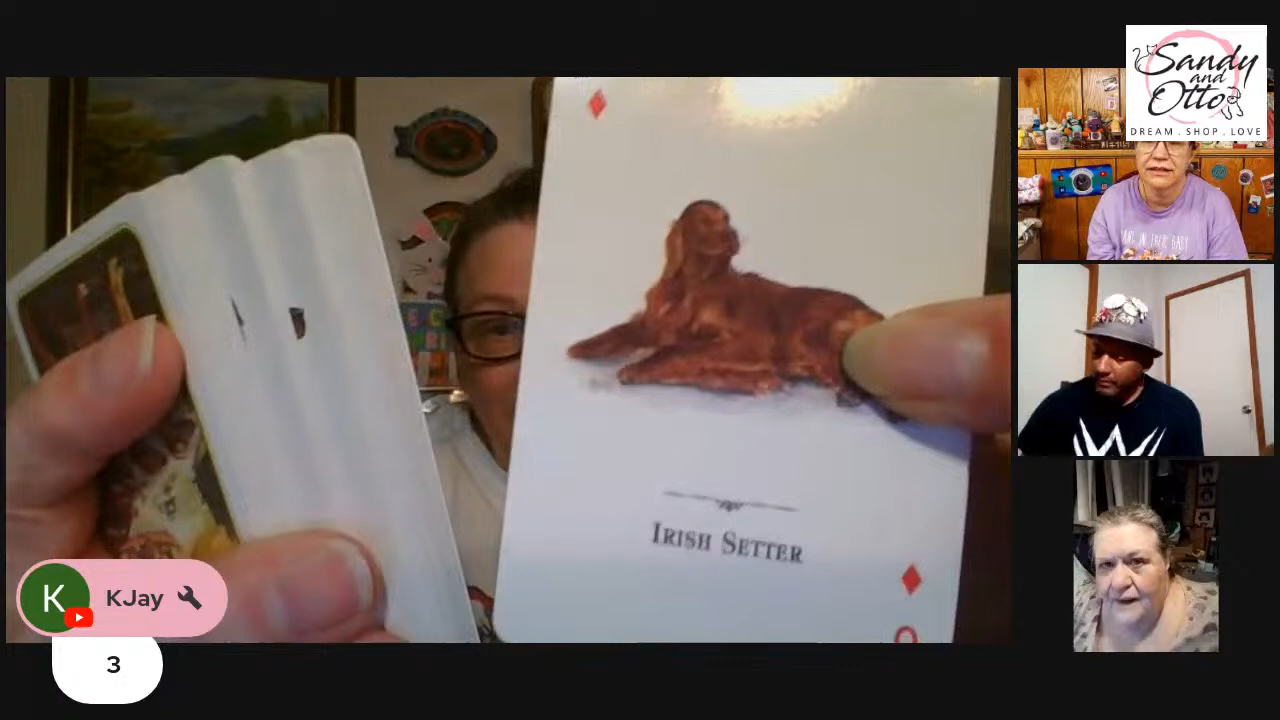 Sandy
and
Otto
DREAM . SHOP . LOVE
IRISH SETTER
KJay
3